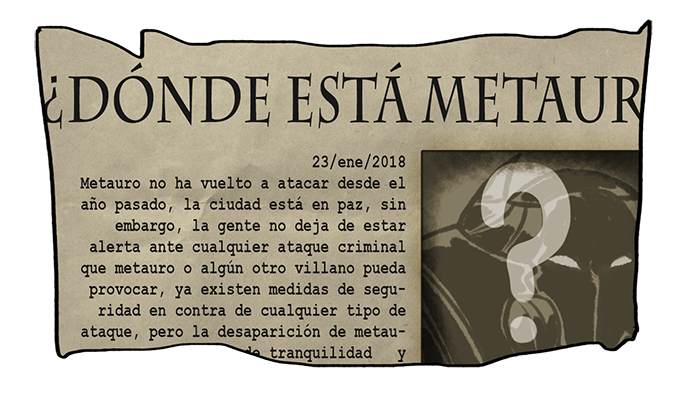 ¿DÓNDE ESTÁ METAUR
23/ene/2018
Metauro no ha vuelto a atacar desde el
año pasado, la ciudad está en paz, sin
embargo, la gente no deja de estar
alerta ante cualquier ataque criminal
que metauro o algún otro villano pueda
provocar, ya existen medidas de segu-
ridad en contra de cualquier tipo de
ataque, pero la desaparición de metau-
de tranquilidad y
?